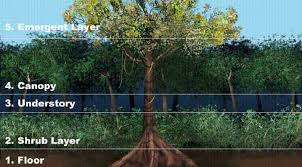 5. Emergent Layer
4. Canopy
3. Understory
2. Shrub Layer
1. Floor